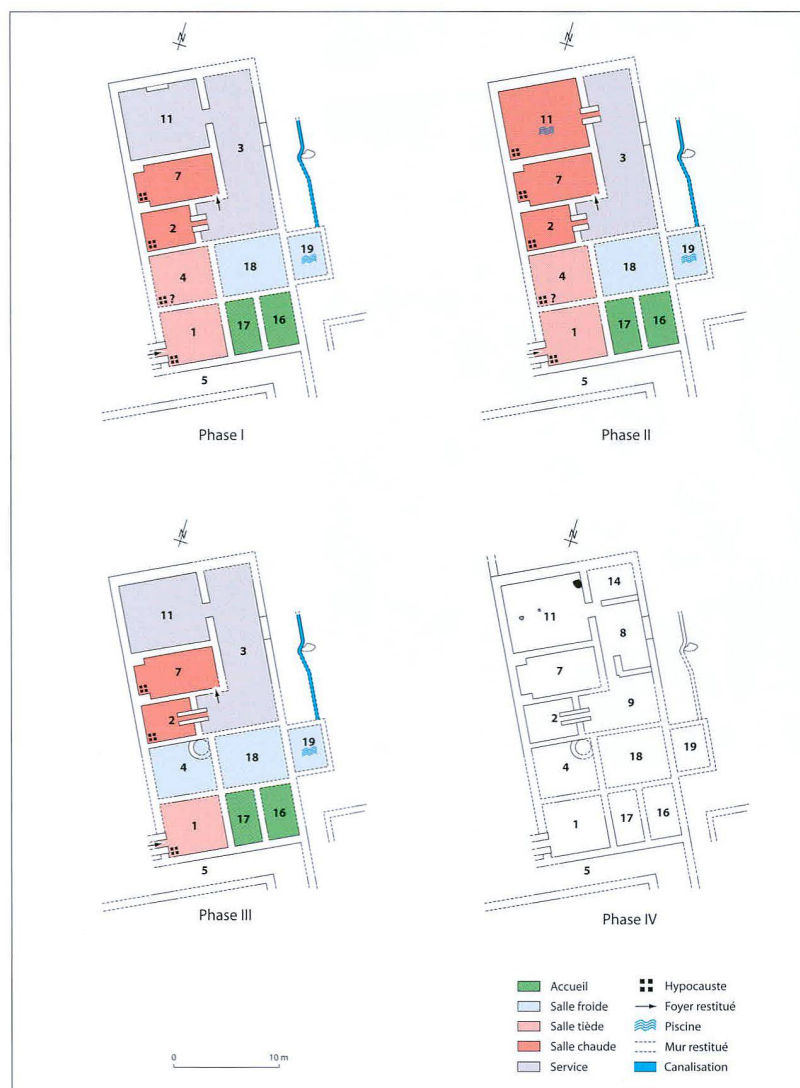 N
N
11
3
7
2
19
4
?
18
1
17
16
5
Phase I
11
3
7
2
19
4
?
18
1
17
16
5
Phase II
N
N
11
3
7
2
19
4
18
1
17
16
5
Phase III
14
11
8
7
2
9
4
18
19
1
17
16
5
Phase IV
Accueil
Hypocauste
Salle froide
Foyer restitué
Salle tiède
Piscine
Salle chaude
Mur restitué
Service
Canalisation
0
10 m